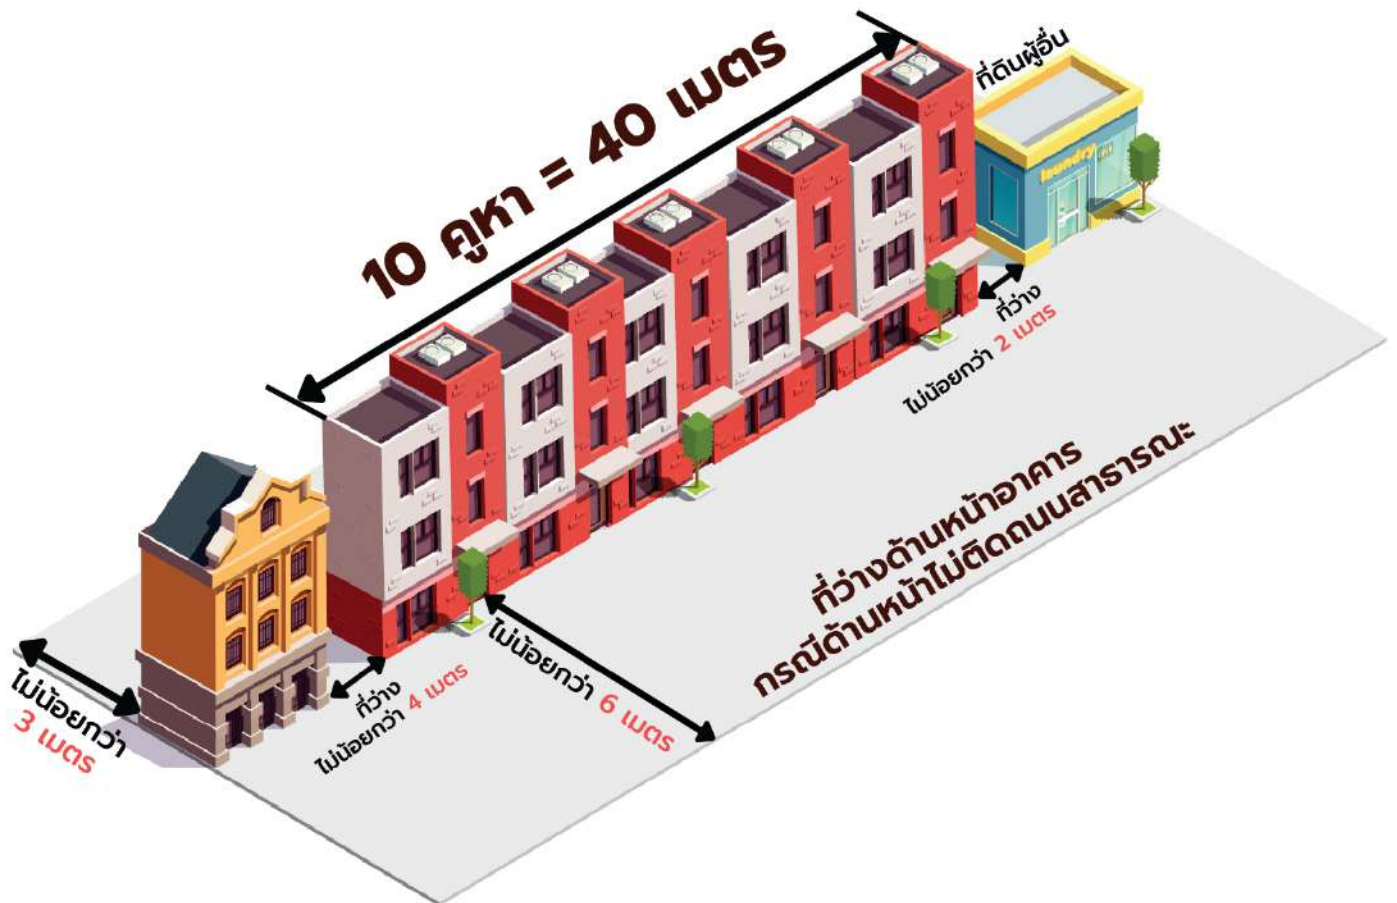 10 คูหา = 40 เมตร
ที่ดินผู้อื่น
laundry
ที่ว่าง
ไม่น้อยกว่า 2 เมตร
ที่ว่างด้านหน้าอาคาร
กรณีด้านหน้าไม่ติดถนนสาธารณะ
ไม่น้อยกว่า 6 เมตร
ที่ว่าง
ไม่น้อยกว่า 4 เมตร
ไม่น้อยกว่า
3 เมตร